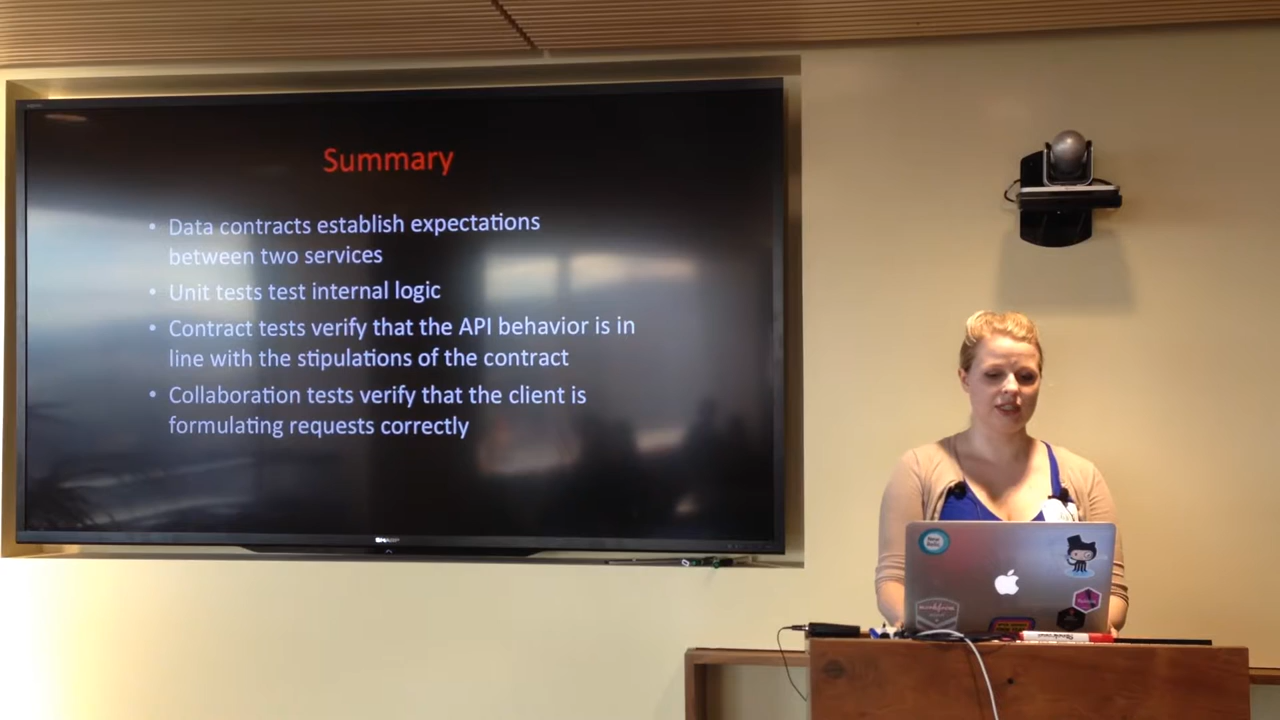 Summary
• Data contracts establish expectations
between two services
• Unit tests test internal logic
• Contract tests verify that the API behavior is in
line with the stipulations of the contract
• Collaboration tests verify that the client is
formulating requests correctly
SHARP